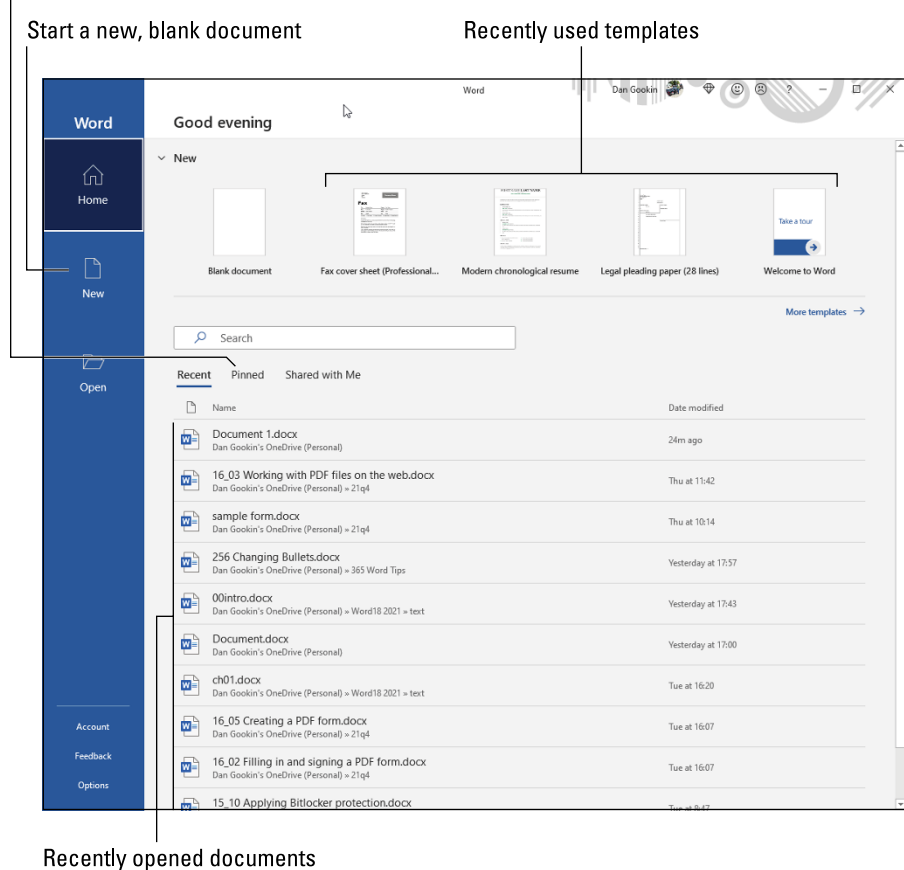 Start a new, blank document
Recently used templates
Word
Dan Gookin
?
Word
Good evening
Home
New
Fax
Take a tour
Blank document
Fax cover sheet (Professional...
Modern chronological resume
Legal pleading paper (28 lines)
Welcome to Word
New
More templates
Search
Open
Recent
Pinned
Shared with Me
Name
Date modified
Document 1.docx
Dan Gookin's OneDrive (Personal)
24m ago
16_03 Working with PDF files on the web.docx
Dan Gookin's OneDrive (Personal) » 21q4
Thu at 11:42
sample form.docx
Dan Gookin's OneDrive (Personal) » 21q4
Thu at 10:14
256 Changing Bullets.docx
Dan Gookin's OneDrive (Personal) » 365 Word Tips
Yesterday at 17:57
00intro.docx
Dan Gookin's OneDrive (Personal) » Word18 2021 » text
Yesterday at 17:43
Document.docx
Dan Gookin's OneDrive (Personal)
Yesterday at 17:00
ch01.docx
Dan Gookin's OneDrive (Personal) » Word18 2021 » text
Tue at 16:20
16_05 Creating a PDF form.docx
Dan Gookin's OneDrive (Personal) » 21q4
Tue at 16:07
16_02 Filling in and signing a PDF form.docx
Dan Gookin's OneDrive (Personal) » 21q4
Tue at 16:07
15_10 Applying Bitlocker protection.docx
Tue at 8:47
Account
Feedback
Options
Recently opened documents